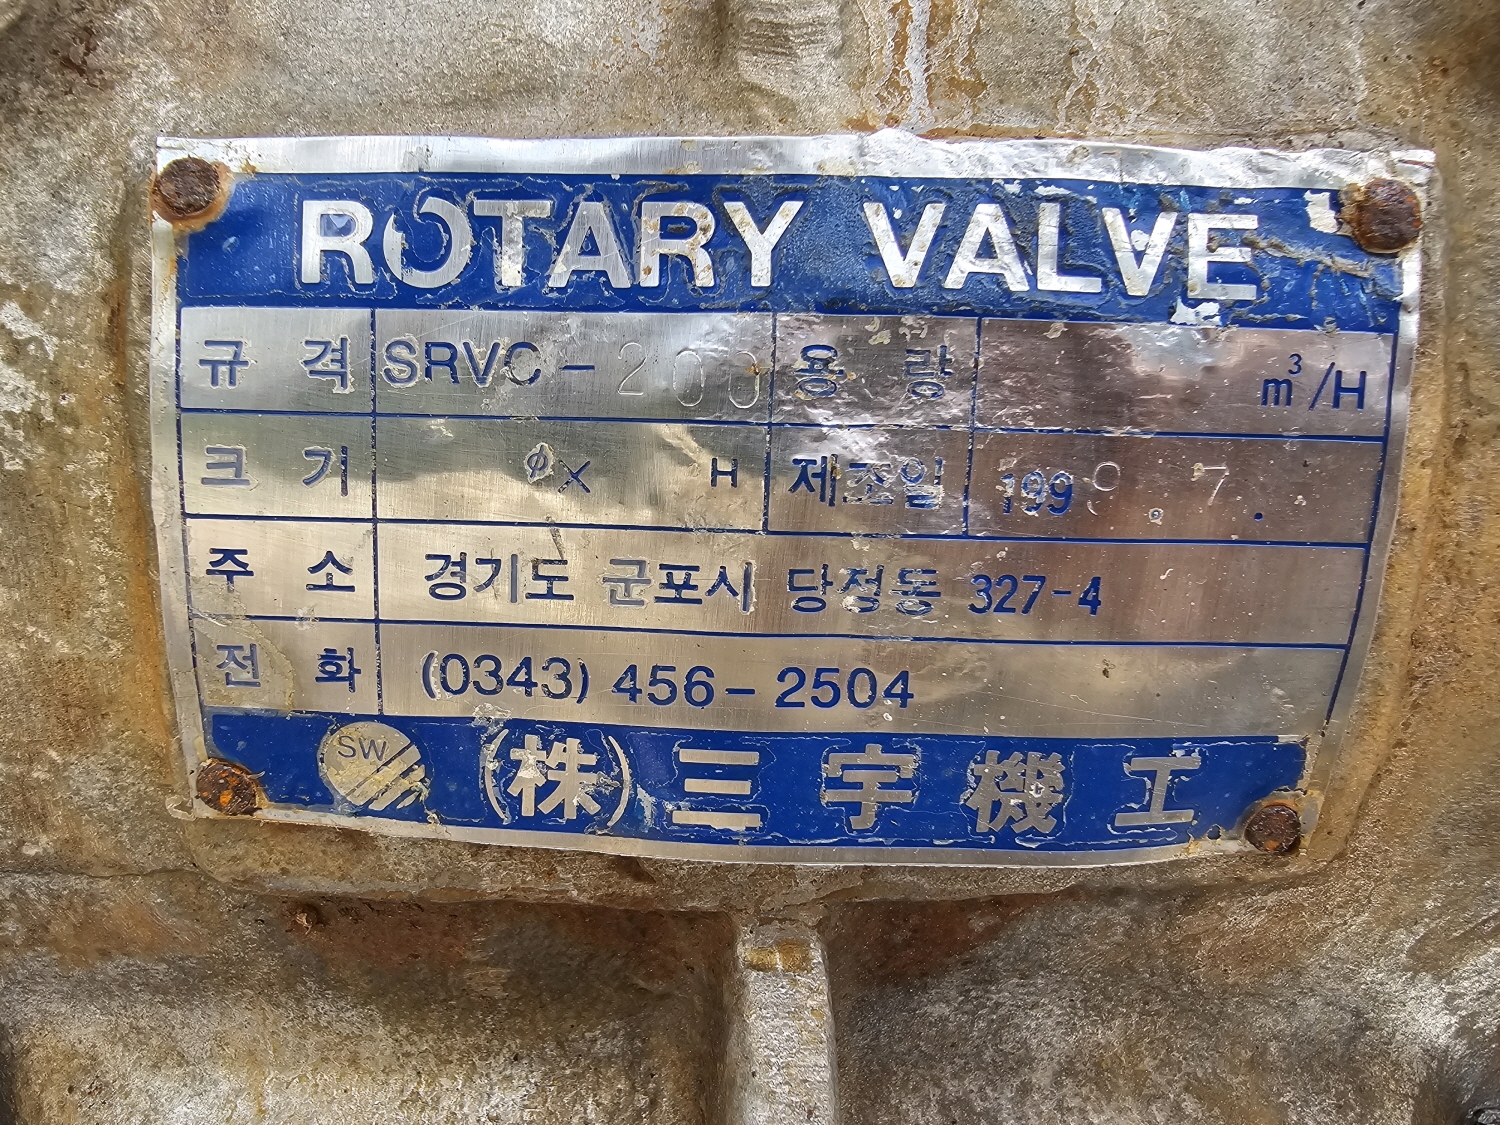 ROTARY VALVE
규 격 SRVC - 200 용 량 m³/H
크 기 φ X H 제조일 199 . 7 .
주 소 경기도 군포시 당정동 327-4
전 화 (0343) 456-2504
SW (株) 三宇機工